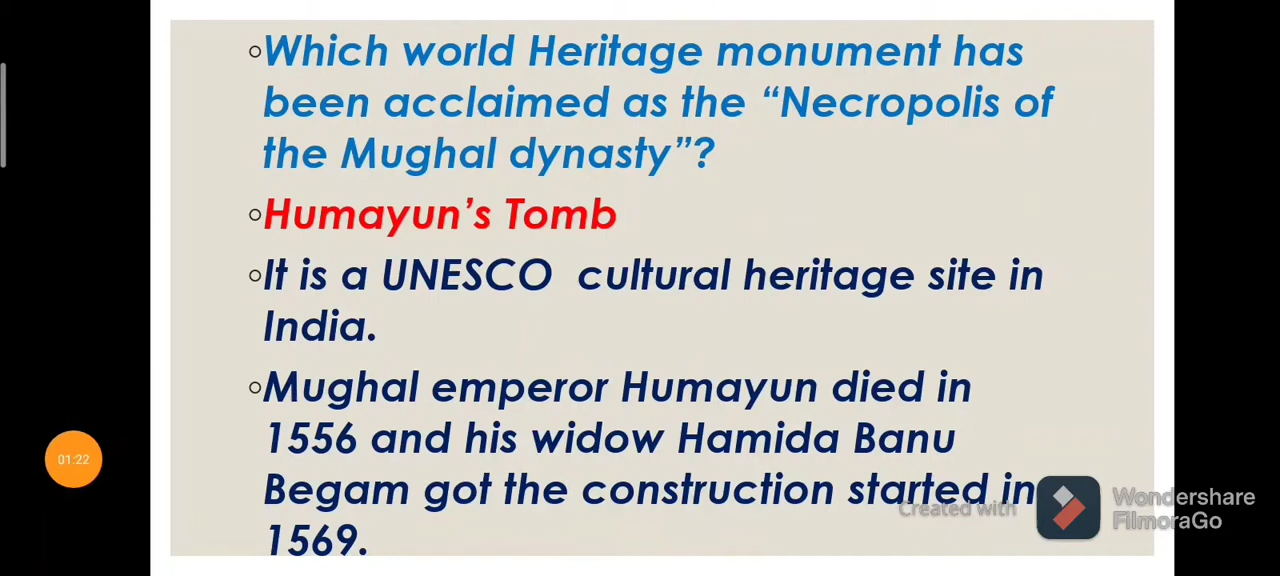 Which world Heritage monument has
been acclaimed as the “Necropolis of
the Mughal dynasty”?
Humayun’s Tomb
It is a UNESCO cultural heritage site in
India.
Mughal emperor Humayun died in
1556 and his widow Hamida Banu
Begam got the construction started in
1569.
01:22
Created with
Wondershare
FilmoraGo